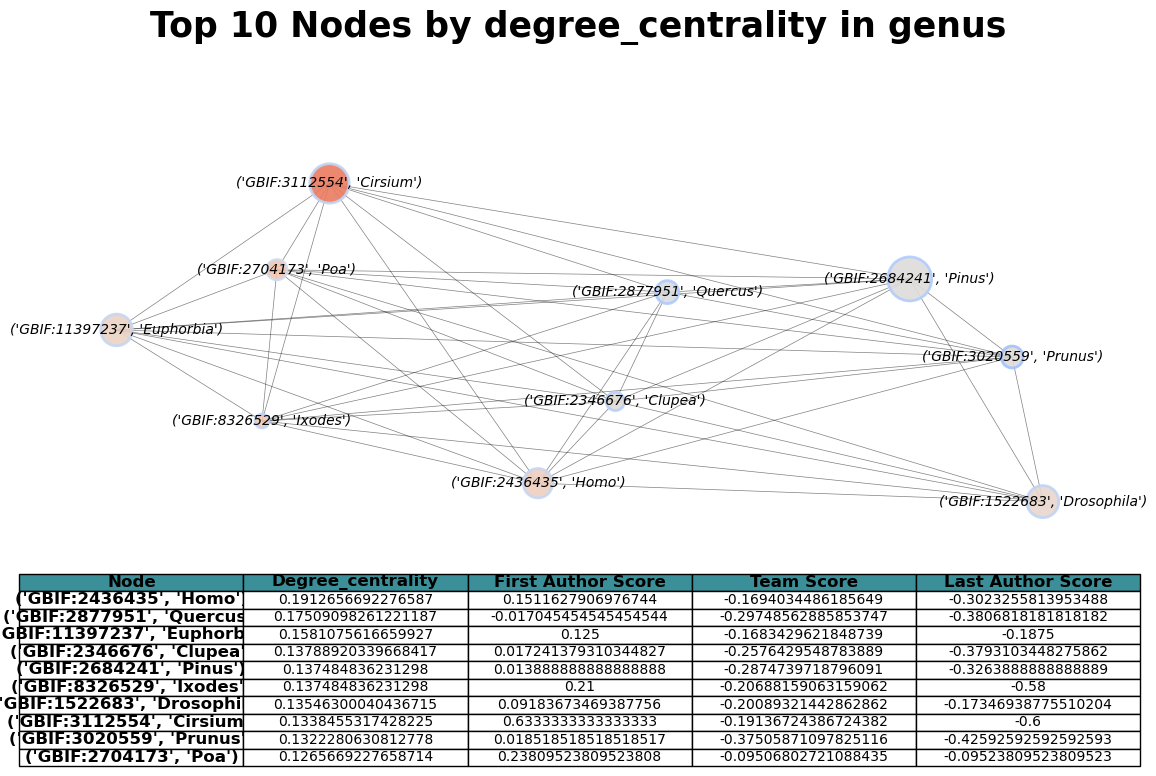 Top 10 Nodes by degree_centrality in genus
('GBIF:3112554', 'Cirsium')
('GBIF:2704173', 'Poa')
('GBIF:2684241', 'Pinus')
('GBIF:2877951', 'Quercus')
('GBIF:11397237', 'Euphorbia')
('GBIF:3020559', 'Prunus')
('GBIF:2346676', 'Clupea')
('GBIF:8326529', 'Ixodes')
('GBIF:2436435', 'Homo')
('GBIF:1522683', 'Drosophila')
Node Degree_centrality First Author Score Team Score Last Author Score
('GBIF:2436435', 'Homo') 0.1912656692276587 0.1511627906976744 -0.1694034486185649 -0.3023255813953488
('GBIF:2877951', 'Quercus 0.17509098261221187 -0.017045454545454544 -0.29748562885853747 -0.3806818181818182
GBIF:11397237', 'Euphorb 0.1581075616659927 0.125 -0.1683429621848739 -0.1875
('GBIF:2346676', 'Clupea' 0.13788920339668417 0.017241379310344827 -0.2576429548783889 -0.3793103448275862
('GBIF:2684241', 'Pinus') 0.137484836231298 0.013888888888888888 -0.2874739718796091 -0.3263888888888889
('GBIF:8326529', 'Ixodes' 0.137484836231298 0.21 -0.20688159063159062 -0.58
'GBIF:1522683', 'Drosophi 0.13546300040436715 0.09183673469387756 -0.20089321442862862 -0.17346938775510204
('GBIF:3112554', 'Cirsium 0.1338455317428225 0.6333333333333333 -0.19136724386724382 -0.6
('GBIF:3020559', 'Prunus' 0.1322280630812778 0.018518518518518517 -0.37505871097825116 -0.42592592592592593
('GBIF:2704173', 'Poa') 0.1265669227658714 0.23809523809523808 -0.09506802721088435 -0.09523809523809523